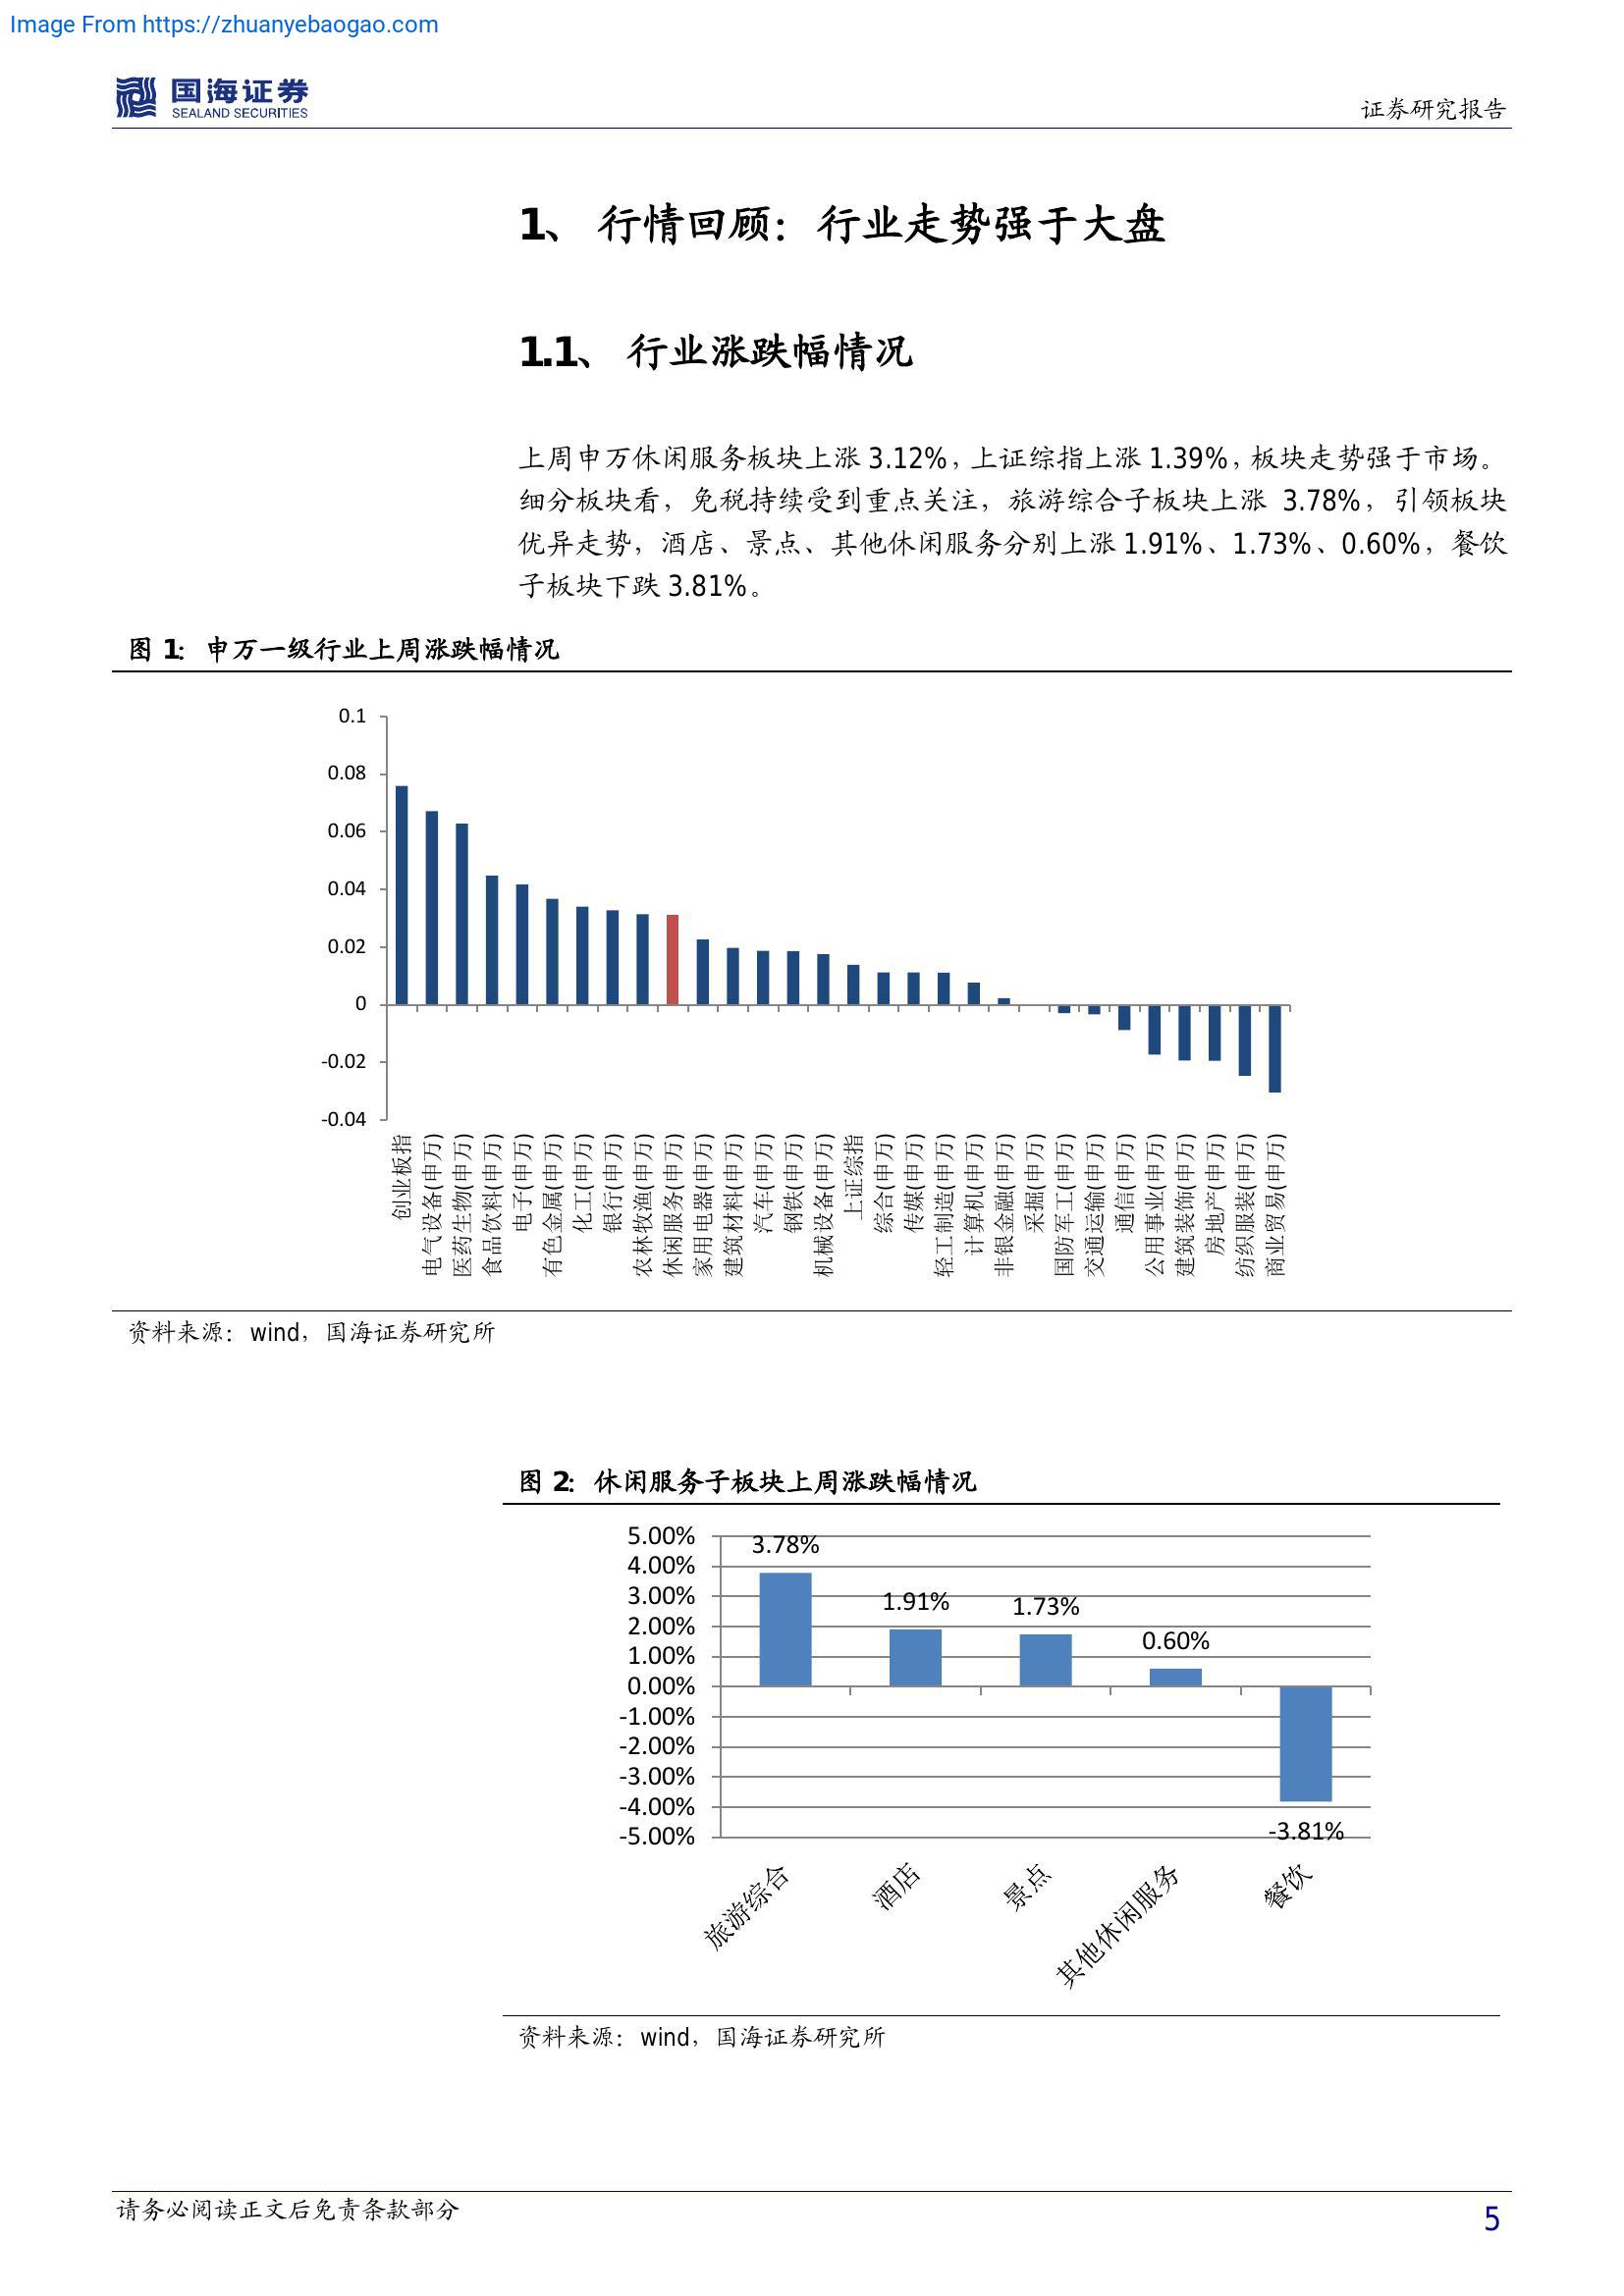 Image From https://zhuanyebaogao.com
国海证券
SEALAND SECURITIES
证券研究报告
1、 行情回顾：行业走势强于大盘
1.1、 行业涨跌幅情况
上周申万休闲服务板块上涨 3.12%，上证综指上涨 1.39%，板块走势强于市场。
细分板块看，免税持续受到重点关注，旅游综合子板块上涨 3.78%，引领板块
优异走势，酒店、景点、其他休闲服务分别上涨 1.91%、1.73%、0.60%，餐饮
子板块下跌 3.81%。
图 1：申万一级行业上周涨跌幅情况
0.1
0.08
0.06
0.04
0.02
0
-0.02
-0.04
创业板指
电气设备(申万)
医药生物(申万)
食品饮料(申万)
电子(申万)
有色金属(申万)
化工(申万)
银行(申万)
农林牧渔(申万)
休闲服务(申万)
家用电器(申万)
建筑材料(申万)
汽车(申万)
钢铁(申万)
机械设备(申万)
上证综指
综合(申万)
传媒(申万)
轻工制造(申万)
计算机(申万)
非银金融(申万)
采掘(申万)
国防军工(申万)
交通运输(申万)
通信(申万)
公用事业(申万)
建筑装饰(申万)
房地产(申万)
纺织服装(申万)
商业贸易(申万)
资料来源：wind，国海证券研究所
图 2：休闲服务子板块上周涨跌幅情况
5.00%
4.00%
3.00%
2.00%
1.00%
0.00%
-1.00%
-2.00%
-3.00%
-4.00%
-5.00%
3.78%
1.91%
1.73%
0.60%
-3.81%
旅游综合
酒店
景点
其他休闲服务
餐饮
资料来源：wind，国海证券研究所
请务必阅读正文后免责条款部分
5